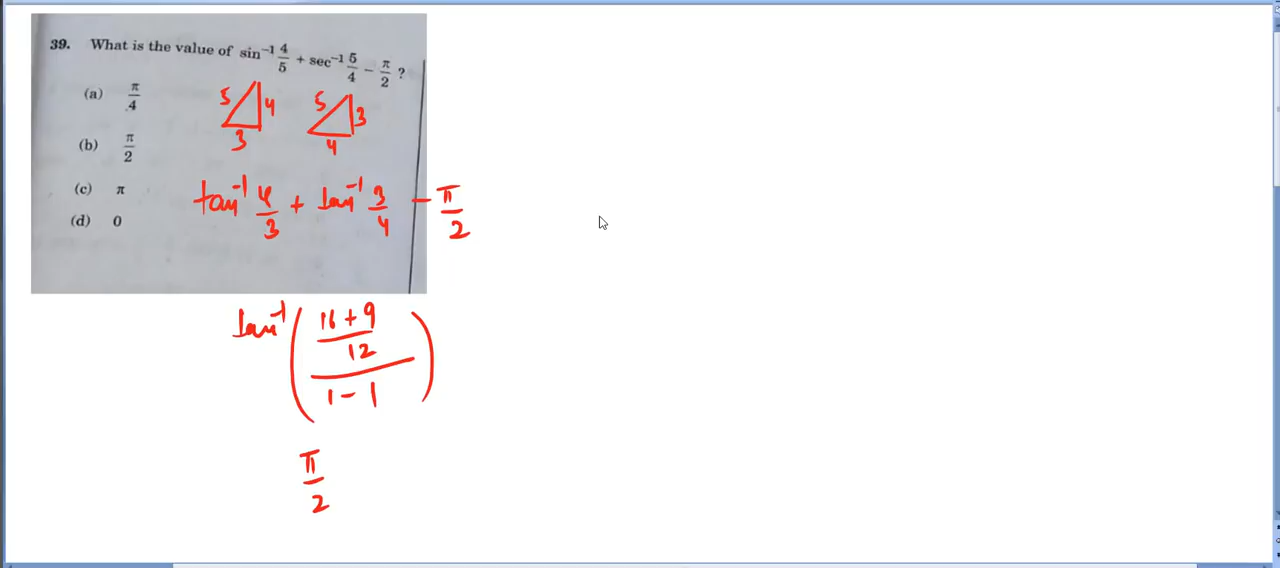 39. What is the value of sin⁻¹ 4/5 + sec⁻¹ 5/4 − π/2 ?
(a) π/4
(b) π/2
(c) π
(d) 0
5 4 3
5 3 4
tan⁻¹ 4/3 + tan⁻¹ 3/4 − π/2
tan⁻¹ ( ((16+9)/12) / (1−1) )
π/2